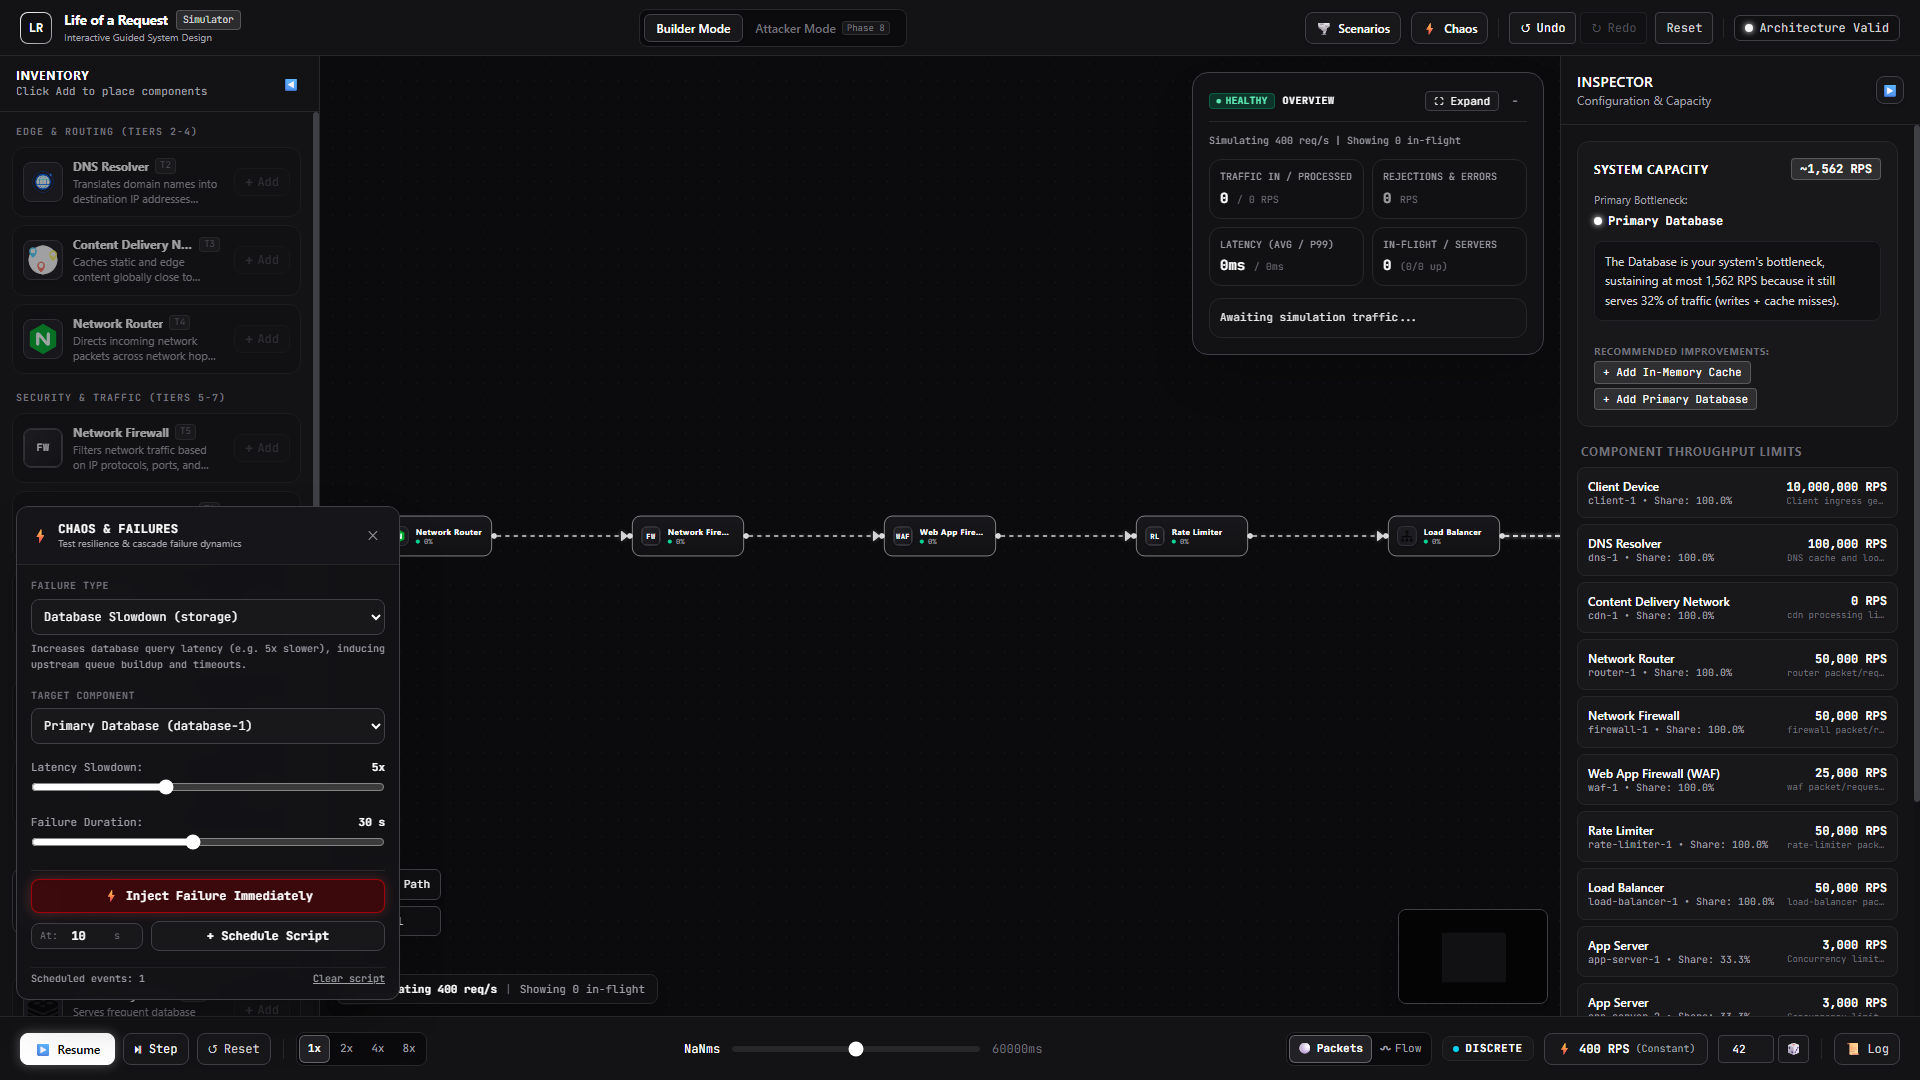 LR
Life of a Request
Simulator
Interactive Guided System Design
Builder Mode
Attacker Mode
Phase 8
Scenarios
Chaos
↺ Undo
↻ Redo
Reset
Architecture Valid
INVENTORY
Click Add to place components
EDGE & ROUTING (TIERS 2-4)
DNS Resolver
T2
Translates domain names into
destination IP addresses...
+ Add
Content Delivery N...
T3
Caches static and edge
content globally close to...
+ Add
Network Router
T4
Directs incoming network
packets across network hop...
+ Add
SECURITY & TRAFFIC (TIERS 5-7)
FW
Network Firewall
T5
Filters network traffic based
on IP protocols, ports, and...
+ Add
CHAOS & FAILURES
Test resilience & cascade failure dynamics
FAILURE TYPE
Database Slowdown (storage)
Increases database query latency (e.g. 5x slower), inducing
upstream queue buildup and timeouts.
TARGET COMPONENT
Primary Database (database-1)
Latency Slowdown:
5x
Failure Duration:
30 s
Inject Failure Immediately
At: 10 s
+ Schedule Script
Scheduled events: 1
Clear script
Serves frequent database
+ Add
Network Router
0%
FW
Network Fire...
0%
WAF
Web App Fire...
0%
RL
Rate Limiter
0%
Load Balancer
0%
Path
ating 400 req/s | Showing 0 in-flight
HEALTHY
OVERVIEW
Expand
-
Simulating 400 req/s | Showing 0 in-flight
TRAFFIC IN / PROCESSED
0 / 0 RPS
REJECTIONS & ERRORS
0 RPS
LATENCY (AVG / P99)
0ms / 0ms
IN-FLIGHT / SERVERS
0 (0/0 up)
Awaiting simulation traffic...
INSPECTOR
Configuration & Capacity
SYSTEM CAPACITY
~1,562 RPS
Primary Bottleneck:
Primary Database
The Database is your system's bottleneck,
sustaining at most 1,562 RPS because it still
serves 32% of traffic (writes + cache misses).
RECOMMENDED IMPROVEMENTS:
+ Add In-Memory Cache
+ Add Primary Database
COMPONENT THROUGHPUT LIMITS
Client Device
10,000,000 RPS
client-1 • Share: 100.0%
Client ingress ge...
DNS Resolver
100,000 RPS
dns-1 • Share: 100.0%
DNS cache and loo...
Content Delivery Network
0 RPS
cdn-1 • Share: 100.0%
cdn processing li...
Network Router
50,000 RPS
router-1 • Share: 100.0%
router packet/req...
Network Firewall
50,000 RPS
firewall-1 • Share: 100.0%
firewall packet/r...
Web App Firewall (WAF)
25,000 RPS
waf-1 • Share: 100.0%
waf packet/reques...
Rate Limiter
50,000 RPS
rate-limiter-1 • Share: 100.0%
rate-limiter pack...
Load Balancer
50,000 RPS
load-balancer-1 • Share: 100.0%
load-balancer pac...
App Server
3,000 RPS
app-server-1 • Share: 33.3%
Concurrency limit...
App Server
3,000 RPS
Resume
Step
↺ Reset
1x
2x
4x
8x
NaNms
60000ms
Packets
Flow
DISCRETE
400 RPS (Constant)
42
Log